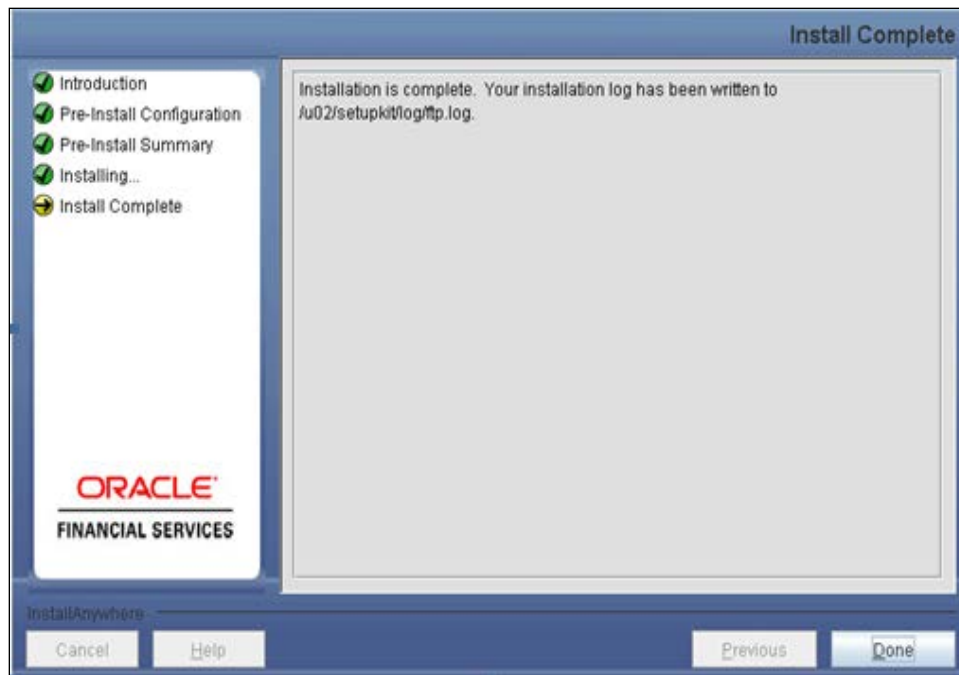 Install Complete
Introduction
Pre-Install Configuration
Pre-Install Summary
Installing...
Install Complete
Installation is complete. Your installation log has been written to
/u02/setupkit/log/ftp.log.
ORACLE
FINANCIAL SERVICES
InstallAnywhere
Cancel
Help
Previous
Done